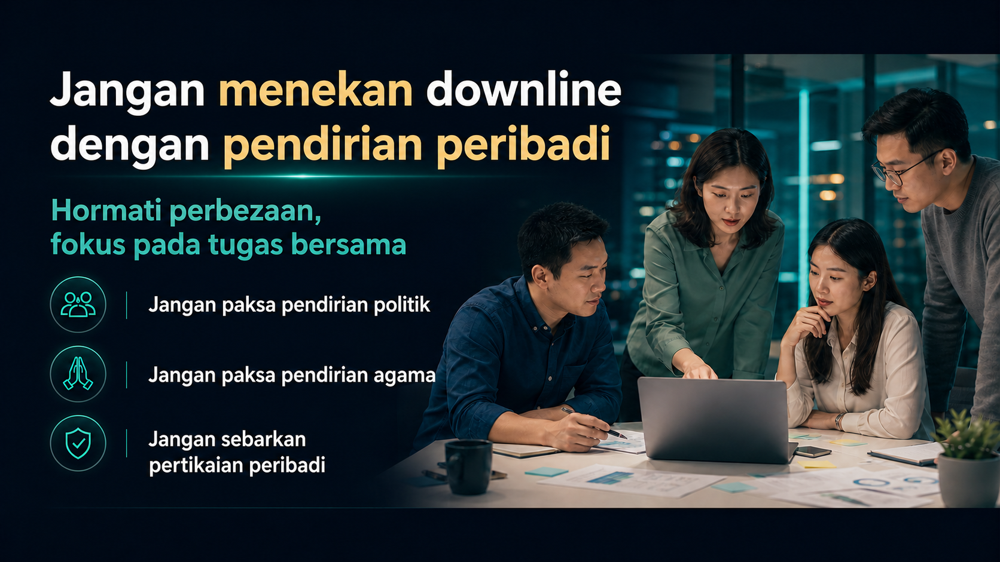 Jangan menekan downline
dengan pendirian peribadi
Hormati perbezaan,
fokus pada tugas bersama
Jangan paksa pendirian politik
Jangan paksa pendirian agama
Jangan sebarkan
pertikaian peribadi